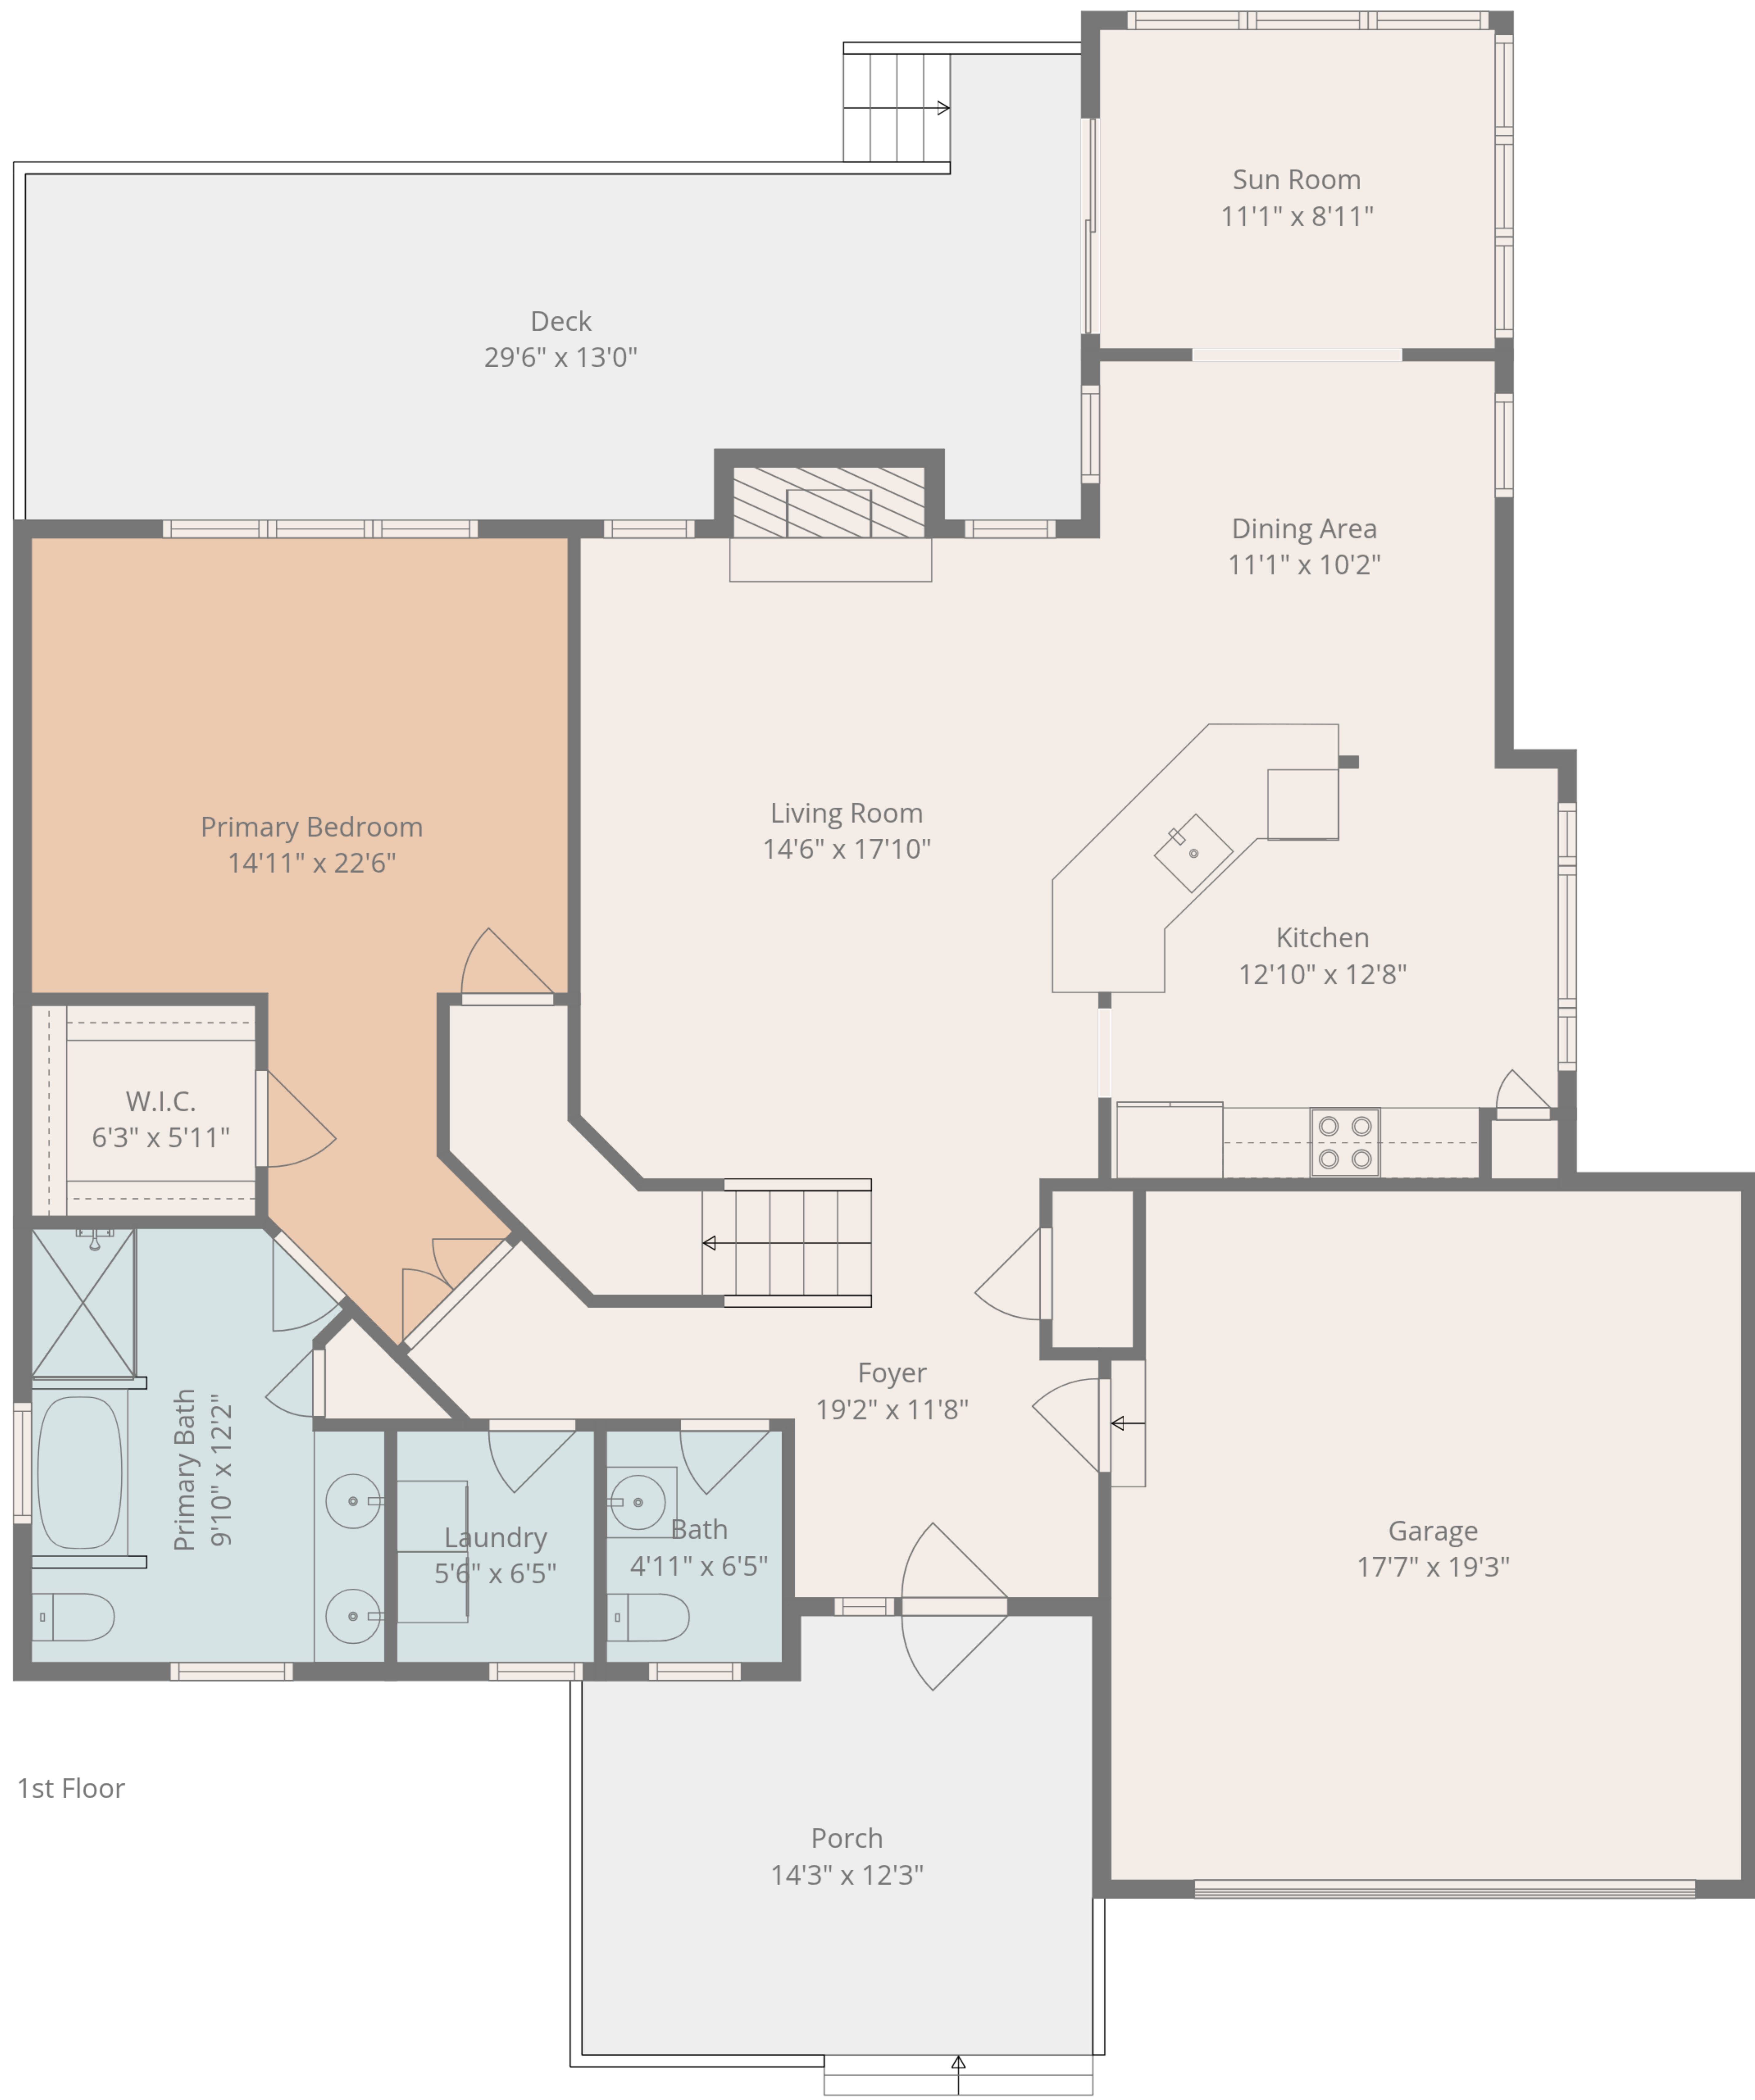 Sun Room
11'1" x 8'11"
Deck
29'6" x 13'0"
Dining Area
11'1" x 10'2"
Living Room
14'6" x 17'10"
Primary Bedroom
14'11" x 22'6"
Kitchen
12'10" x 12'8"
W.I.C.
6'3" x 5'11"
Foyer
19'2" x 11'8"
Primary Bath
9'10" x 12'2"
Laundry
5'6" x 6'5"
Bath
4'11" x 6'5"
Garage
17'7" x 19'3"
1st Floor
Porch
14'3" x 12'3"